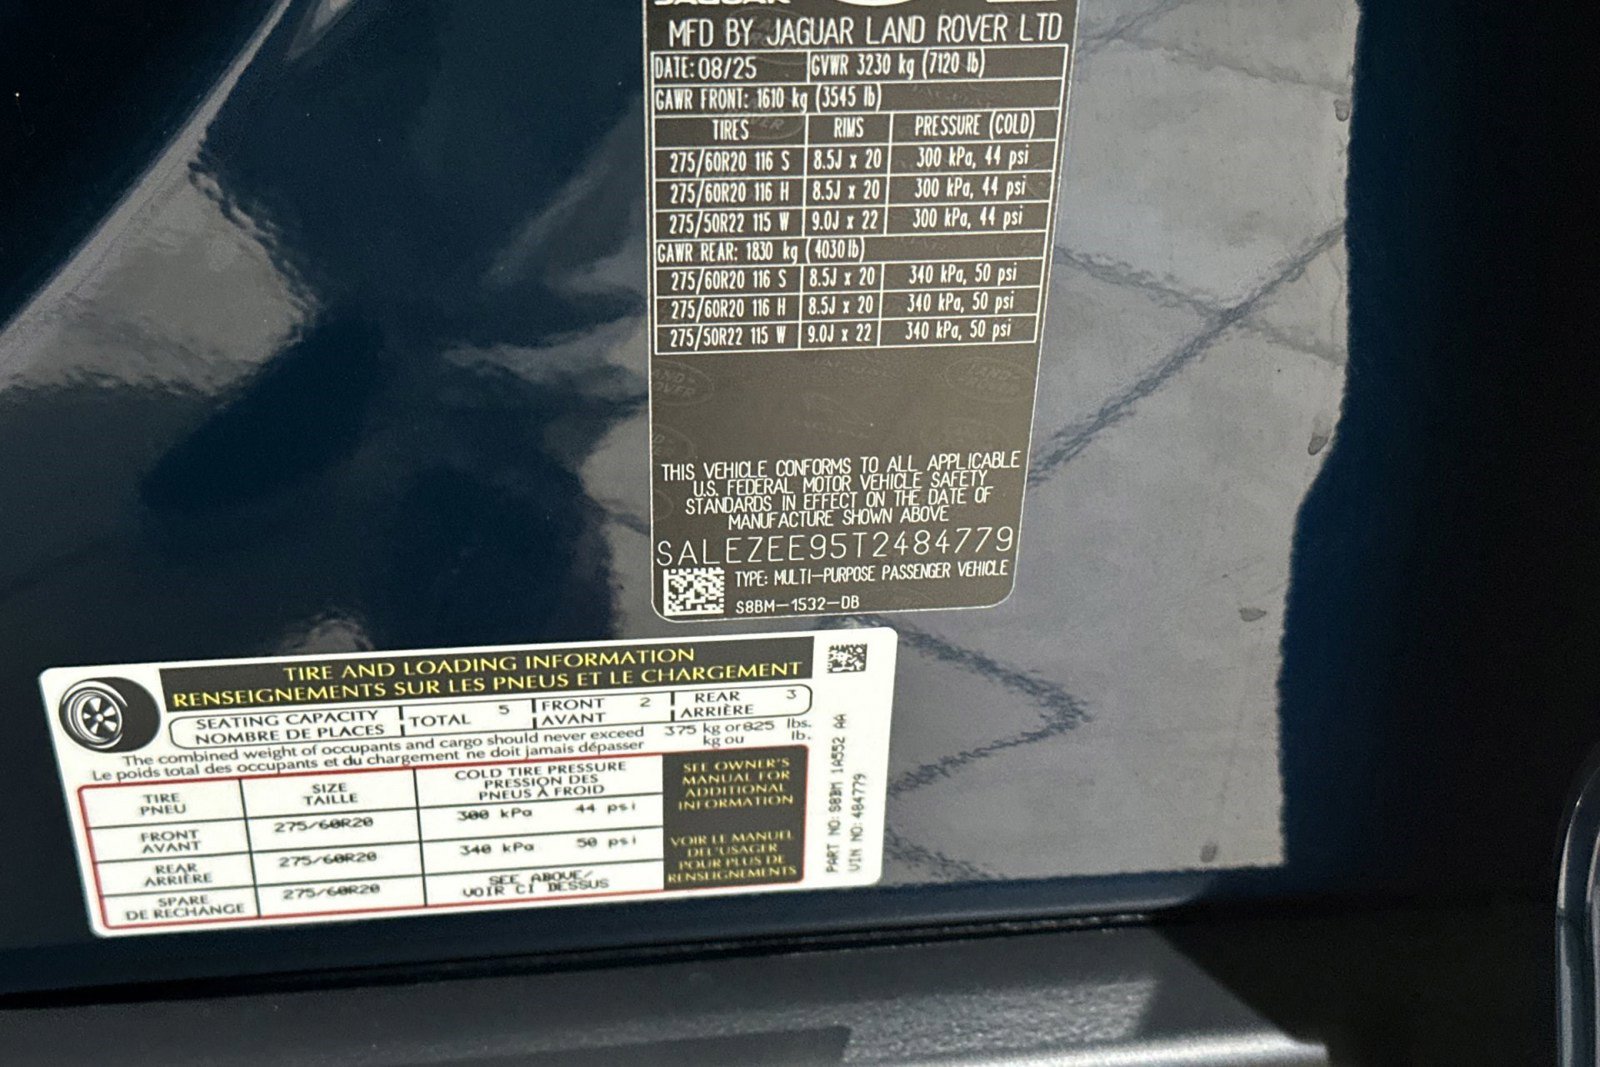 JAGUAR
MFD BY JAGUAR LAND ROVER LTD
DATE: 08/25 GVWR 3230 kg (7120 lb)
GAWR FRONT: 1610 kg (3545 lb)
TIRES RIMS PRESSURE (COLD)
275/60R20 116 S 8.5J x 20 300 kPa, 44 psi
275/60R20 116 H 8.5J x 20 300 kPa, 44 psi
275/50R22 115 W 9.0J x 22 300 kPa, 44 psi
GAWR REAR: 1830 kg (4030 lb)
275/60R20 116 S 8.5J x 20 340 kPa, 50 psi
275/60R20 116 H 8.5J x 20 340 kPa, 50 psi
275/50R22 115 W 9.0J x 22 340 kPa, 50 psi
THIS VEHICLE CONFORMS TO ALL APPLICABLE
U.S. FEDERAL MOTOR VEHICLE SAFETY
STANDARDS IN EFFECT ON THE DATE OF
MANUFACTURE SHOWN ABOVE
SALEZEE95T2484779
TYPE: MULTI-PURPOSE PASSENGER VEHICLE
S8BM-1532-DB
TIRE AND LOADING INFORMATION
RENSEIGNEMENTS SUR LES PNEUS ET LE CHARGEMENT
SEATING CAPACITY
NOMBRE DE PLACES
TOTAL 5
FRONT 2
AVANT
REAR 3
ARRIÈRE
The combined weight of occupants and cargo should never exceed 375 kg or 825 lbs.
Le poids total des occupants et du chargement ne doit jamais dépasser kg ou lb.
TIRE
PNEU
SIZE
TAILLE
COLD TIRE PRESSURE
PRESSION DES
PNEUS À FROID
FRONT
AVANT
275/60R20 300 kPa 44 psi
REAR
ARRIÈRE
275/60R20 340 kPa 50 psi
SPARE
DE RECHANGE
275/60R20
SEE ABOVE/
VOIR CI DESSUS
SEE OWNER'S
MANUAL FOR
ADDITIONAL
INFORMATION
VOIR LE MANUEL
DE L'USAGER
POUR PLUS DE
RENSEIGNEMENTS
PART NO: S8BM 1A552 AA
VIN NO: 484779